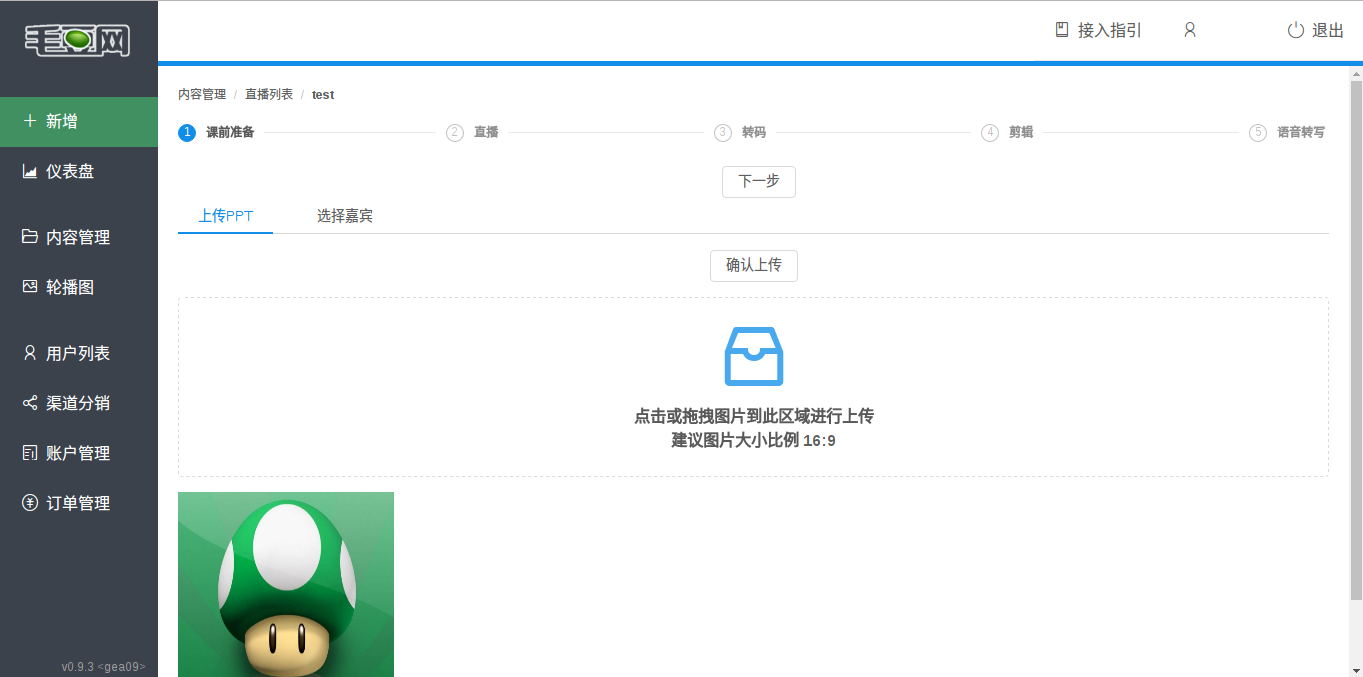 毛豆网
接入指引
退出
新增
仪表盘
内容管理
轮播图
用户列表
渠道分销
账户管理
订单管理
v0.9.3 <gea09>
内容管理 / 直播列表 / test
1 课前准备 2 直播 3 转码 4 剪辑 5 语音转写
下一步
上传PPT 选择嘉宾
确认上传
点击或拖拽图片到此区域进行上传
建议图片大小比例 16:9